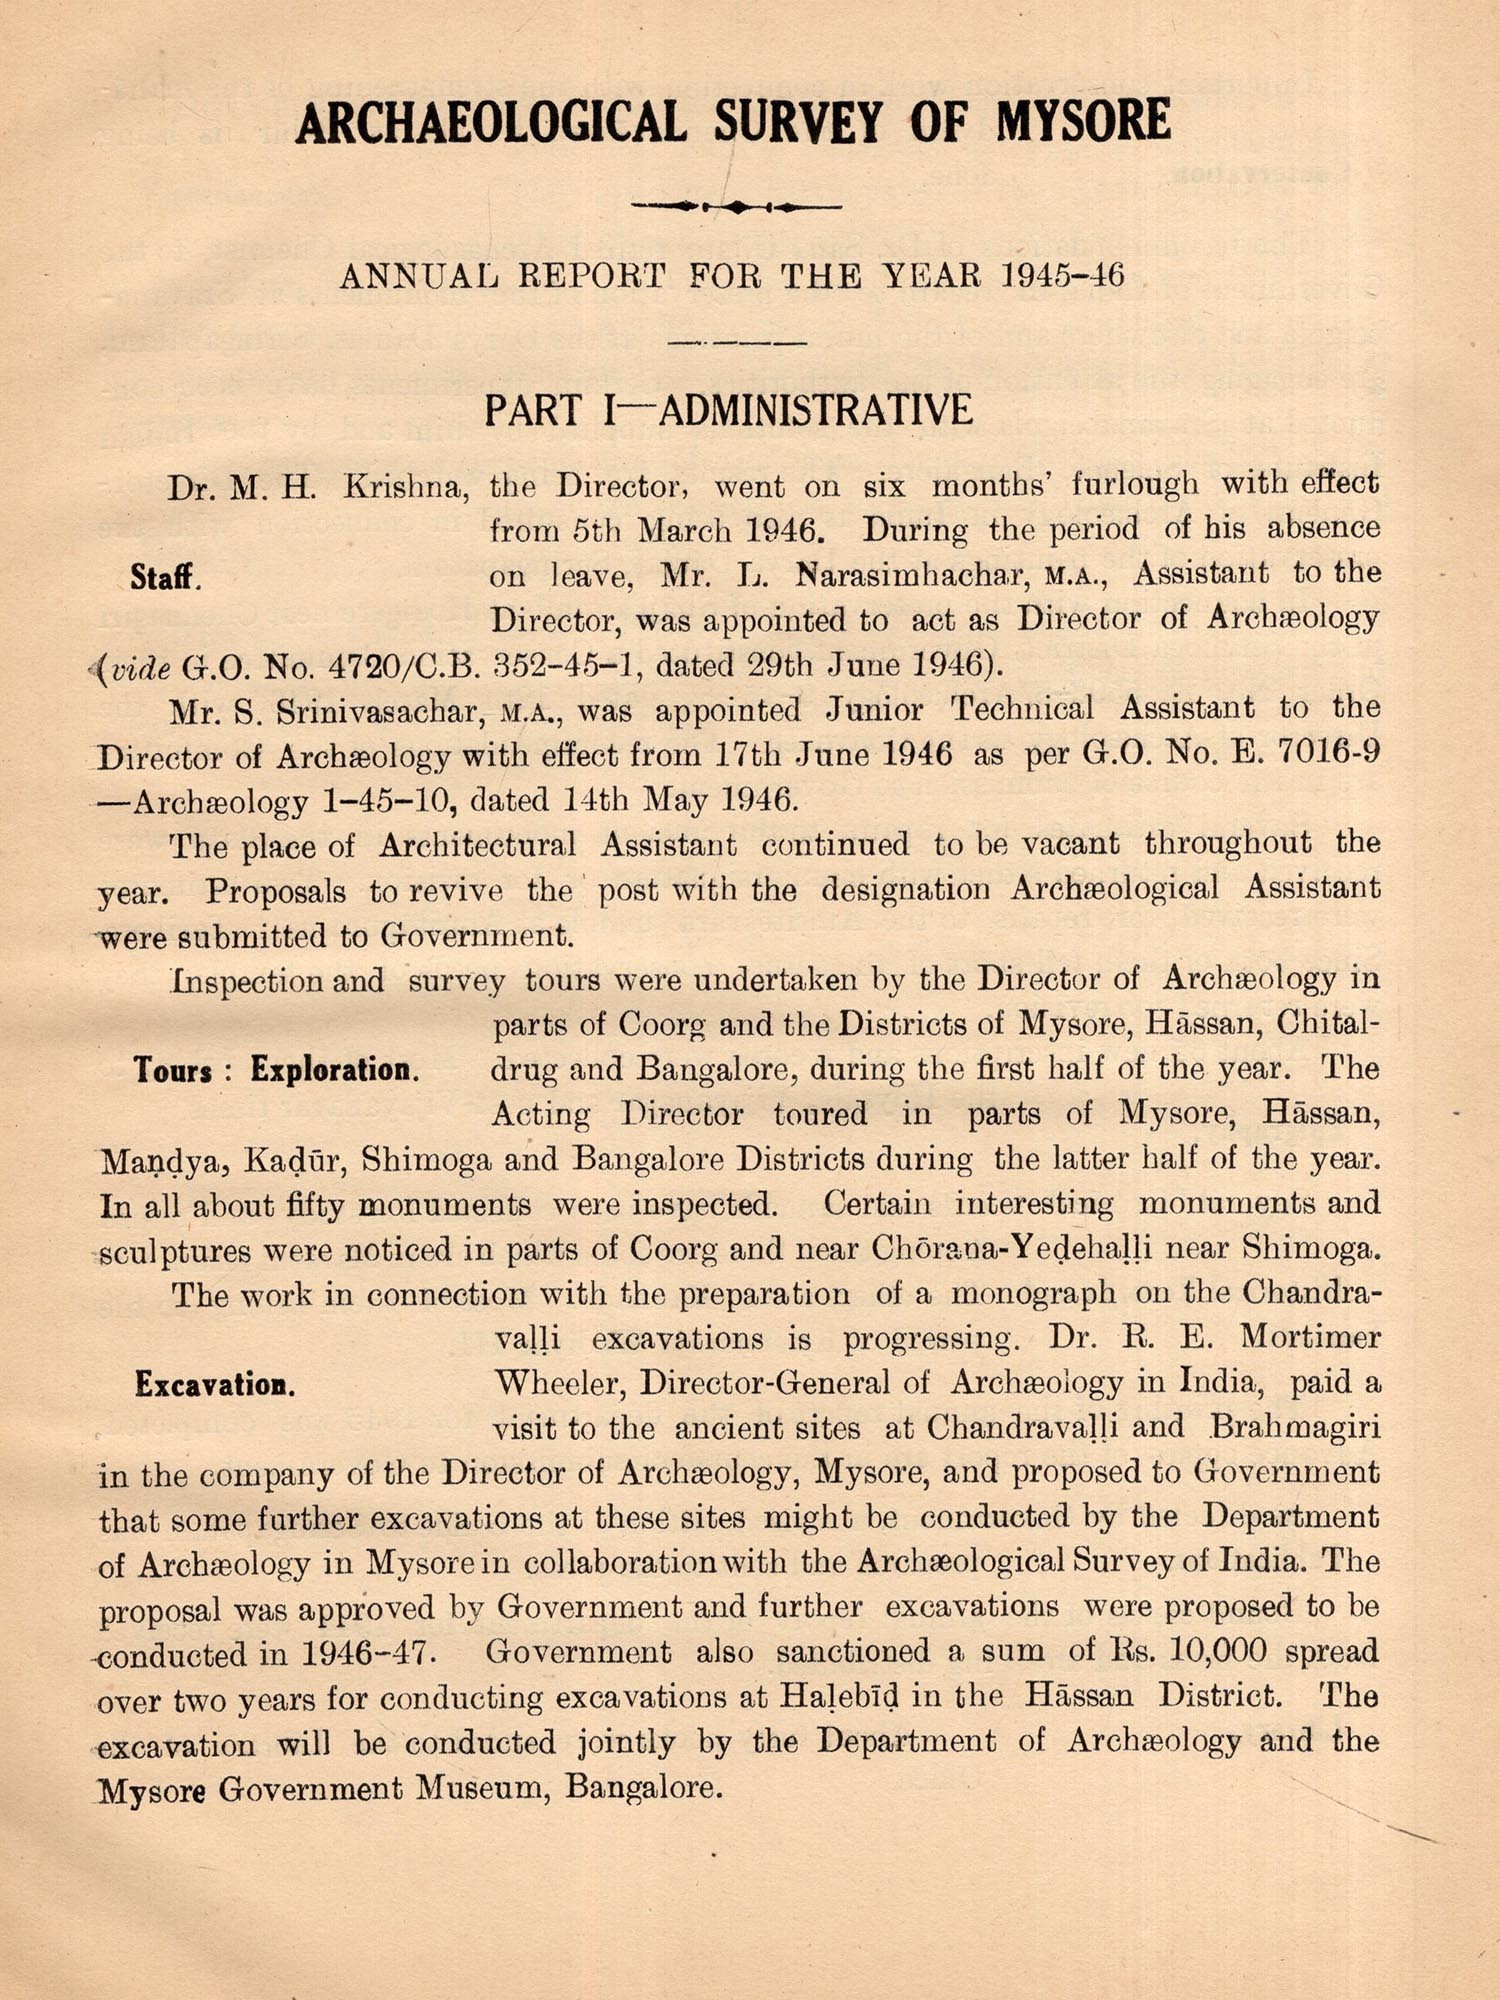 ARCHAEOLOGICAL SURVEY OF MYSORE
ANNUAL REPORT FOR THE YEAR 1945–46
PART I—ADMINISTRATIVE
Dr. M. H. Krishna, the Director, went on six months' furlough with effect
from 5th March 1946. During the period of his absence
Staff. on leave, Mr. L. Narasimhachar, M.A., Assistant to the
Director, was appointed to act as Director of Archæology
(vide G.O. No. 4720/C.B. 352–45–1, dated 29th June 1946).
Mr. S. Srinivasachar, M.A., was appointed Junior Technical Assistant to the
Director of Archæology with effect from 17th June 1946 as per G.O. No. E. 7016-9
—Archæology 1–45–10, dated 14th May 1946.
The place of Architectural Assistant continued to be vacant throughout the
year. Proposals to revive the post with the designation Archæological Assistant
were submitted to Government.
Inspection and survey tours were undertaken by the Director of Archæology in
parts of Coorg and the Districts of Mysore, Hāssan, Chital-
Tours : Exploration. drug and Bangalore, during the first half of the year. The
Acting Director toured in parts of Mysore, Hāssan,
Maṇḍya, Kaḍūr, Shimoga and Bangalore Districts during the latter half of the year.
In all about fifty monuments were inspected. Certain interesting monuments and
sculptures were noticed in parts of Coorg and near Chōrana-Yeḍehaḷḷi near Shimoga.
The work in connection with the preparation of a monograph on the Chandra-
vaḷḷi excavations is progressing. Dr. R. E. Mortimer
Excavation. Wheeler, Director-General of Archæology in India, paid a
visit to the ancient sites at Chandravaḷḷi and Brahmagiri
in the company of the Director of Archæology, Mysore, and proposed to Government
that some further excavations at these sites might be conducted by the Department
of Archæology in Mysore in collaboration with the Archæological Survey of India. The
proposal was approved by Government and further excavations were proposed to be
conducted in 1946–47. Government also sanctioned a sum of Rs. 10,000 spread
over two years for conducting excavations at Haḷebīḍ in the Hāssan District. The
excavation will be conducted jointly by the Department of Archæology and the
Mysore Government Museum, Bangalore.